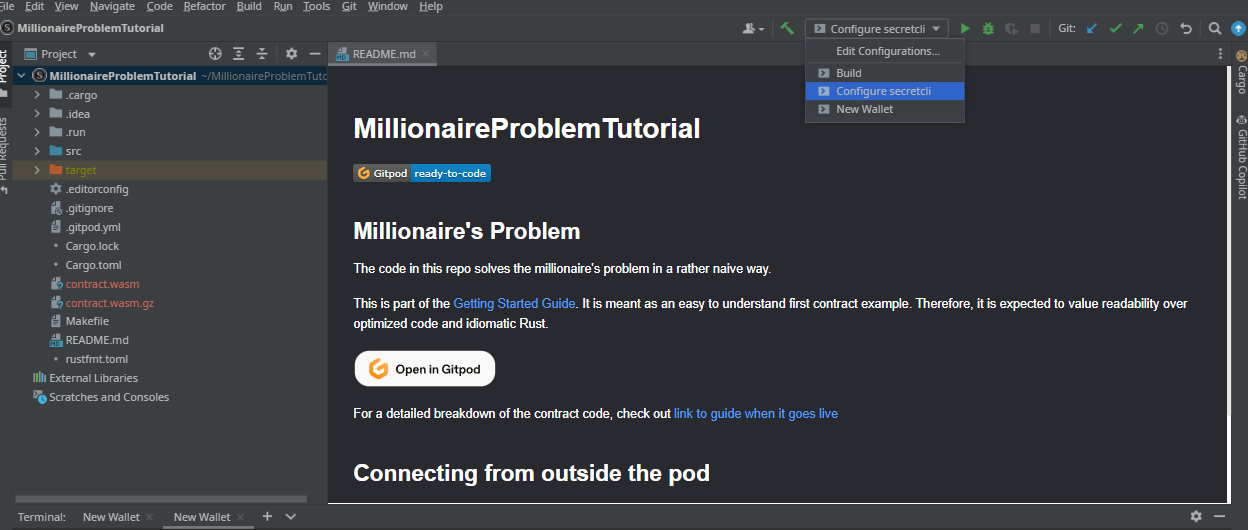 File Edit View Navigate Code Refactor Build Run Tools Git Window Help
MillionaireProblemTutorial
Configure secretcli
Git:
Project
README.md
Edit Configurations...
Build
Configure secretcli
New Wallet
Project
Pull Requests
MillionaireProblemTutorial ~/MillionaireProblemTuto
.cargo
.idea
.run
src
target
.editorconfig
.gitignore
.gitpod.yml
Cargo.lock
Cargo.toml
contract.wasm
contract.wasm.gz
Makefile
README.md
rustfmt.toml
External Libraries
Scratches and Consoles
MillionaireProblemTutorial
Gitpod ready-to-code
Millionaire's Problem
The code in this repo solves the millionaire's problem in a rather naive way.
This is part of the Getting Started Guide. It is meant as an easy to understand first contract example. Therefore, it is expected to value readability over
optimized code and idiomatic Rust.
Open in Gitpod
For a detailed breakdown of the contract code, check out link to guide when it goes live
Connecting from outside the pod
Cargo
GitHub Copilot
Terminal: New Wallet New Wallet